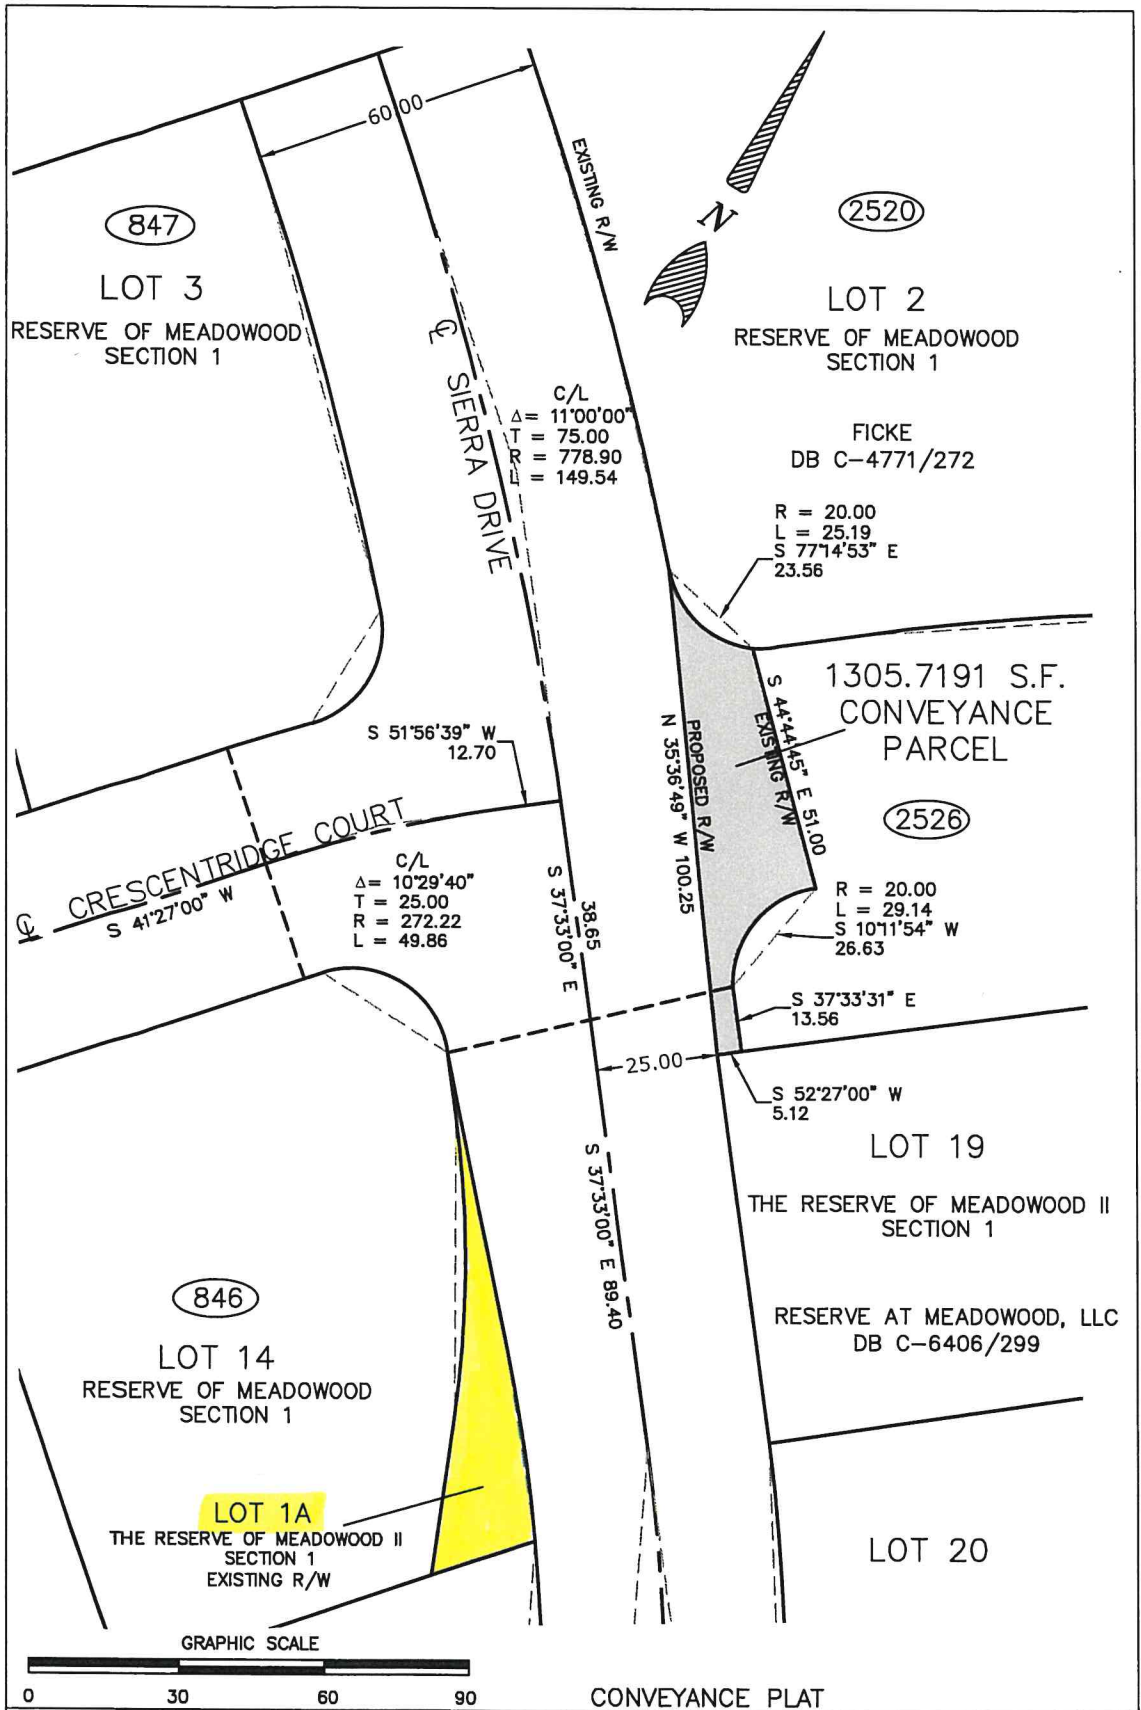 60.00
EXISTING R/W
N
847
LOT 3
RESERVE OF MEADOWOOD
SECTION 1
2520
LOT 2
RESERVE OF MEADOWOOD
SECTION 1
FICKE
DB C-4771/272
℄ SIERRA DRIVE
C/L
Δ= 11°00'00"
T = 75.00
R = 778.90
L = 149.54
R = 20.00
L = 25.19
S 77°14'53" E
23.56
1305.7191 S.F.
CONVEYANCE
PARCEL
S 44°44'45" E 51.00
EXISTING R/W
PROPOSED R/W
N 35°36'49" W 100.25
S 51°56'39" W
12.70
2526
℄ CRESCENTRIDGE COURT
S 41°27'00" W
C/L
Δ= 10°29'40"
T = 25.00
R = 272.22
L = 49.86
38.65
S 37°33'00" E
R = 20.00
L = 29.14
S 10°11'54" W
26.63
S 37°33'31" E
13.56
25.00
S 52°27'00" W
5.12
LOT 19
THE RESERVE OF MEADOWOOD II
SECTION 1
RESERVE AT MEADOWOOD, LLC
DB C-6406/299
S 37°33'00" E 89.40
846
LOT 14
RESERVE OF MEADOWOOD
SECTION 1
LOT 1A
THE RESERVE OF MEADOWOOD II
SECTION 1
EXISTING R/W
LOT 20
GRAPHIC SCALE
0 30 60 90
CONVEYANCE PLAT